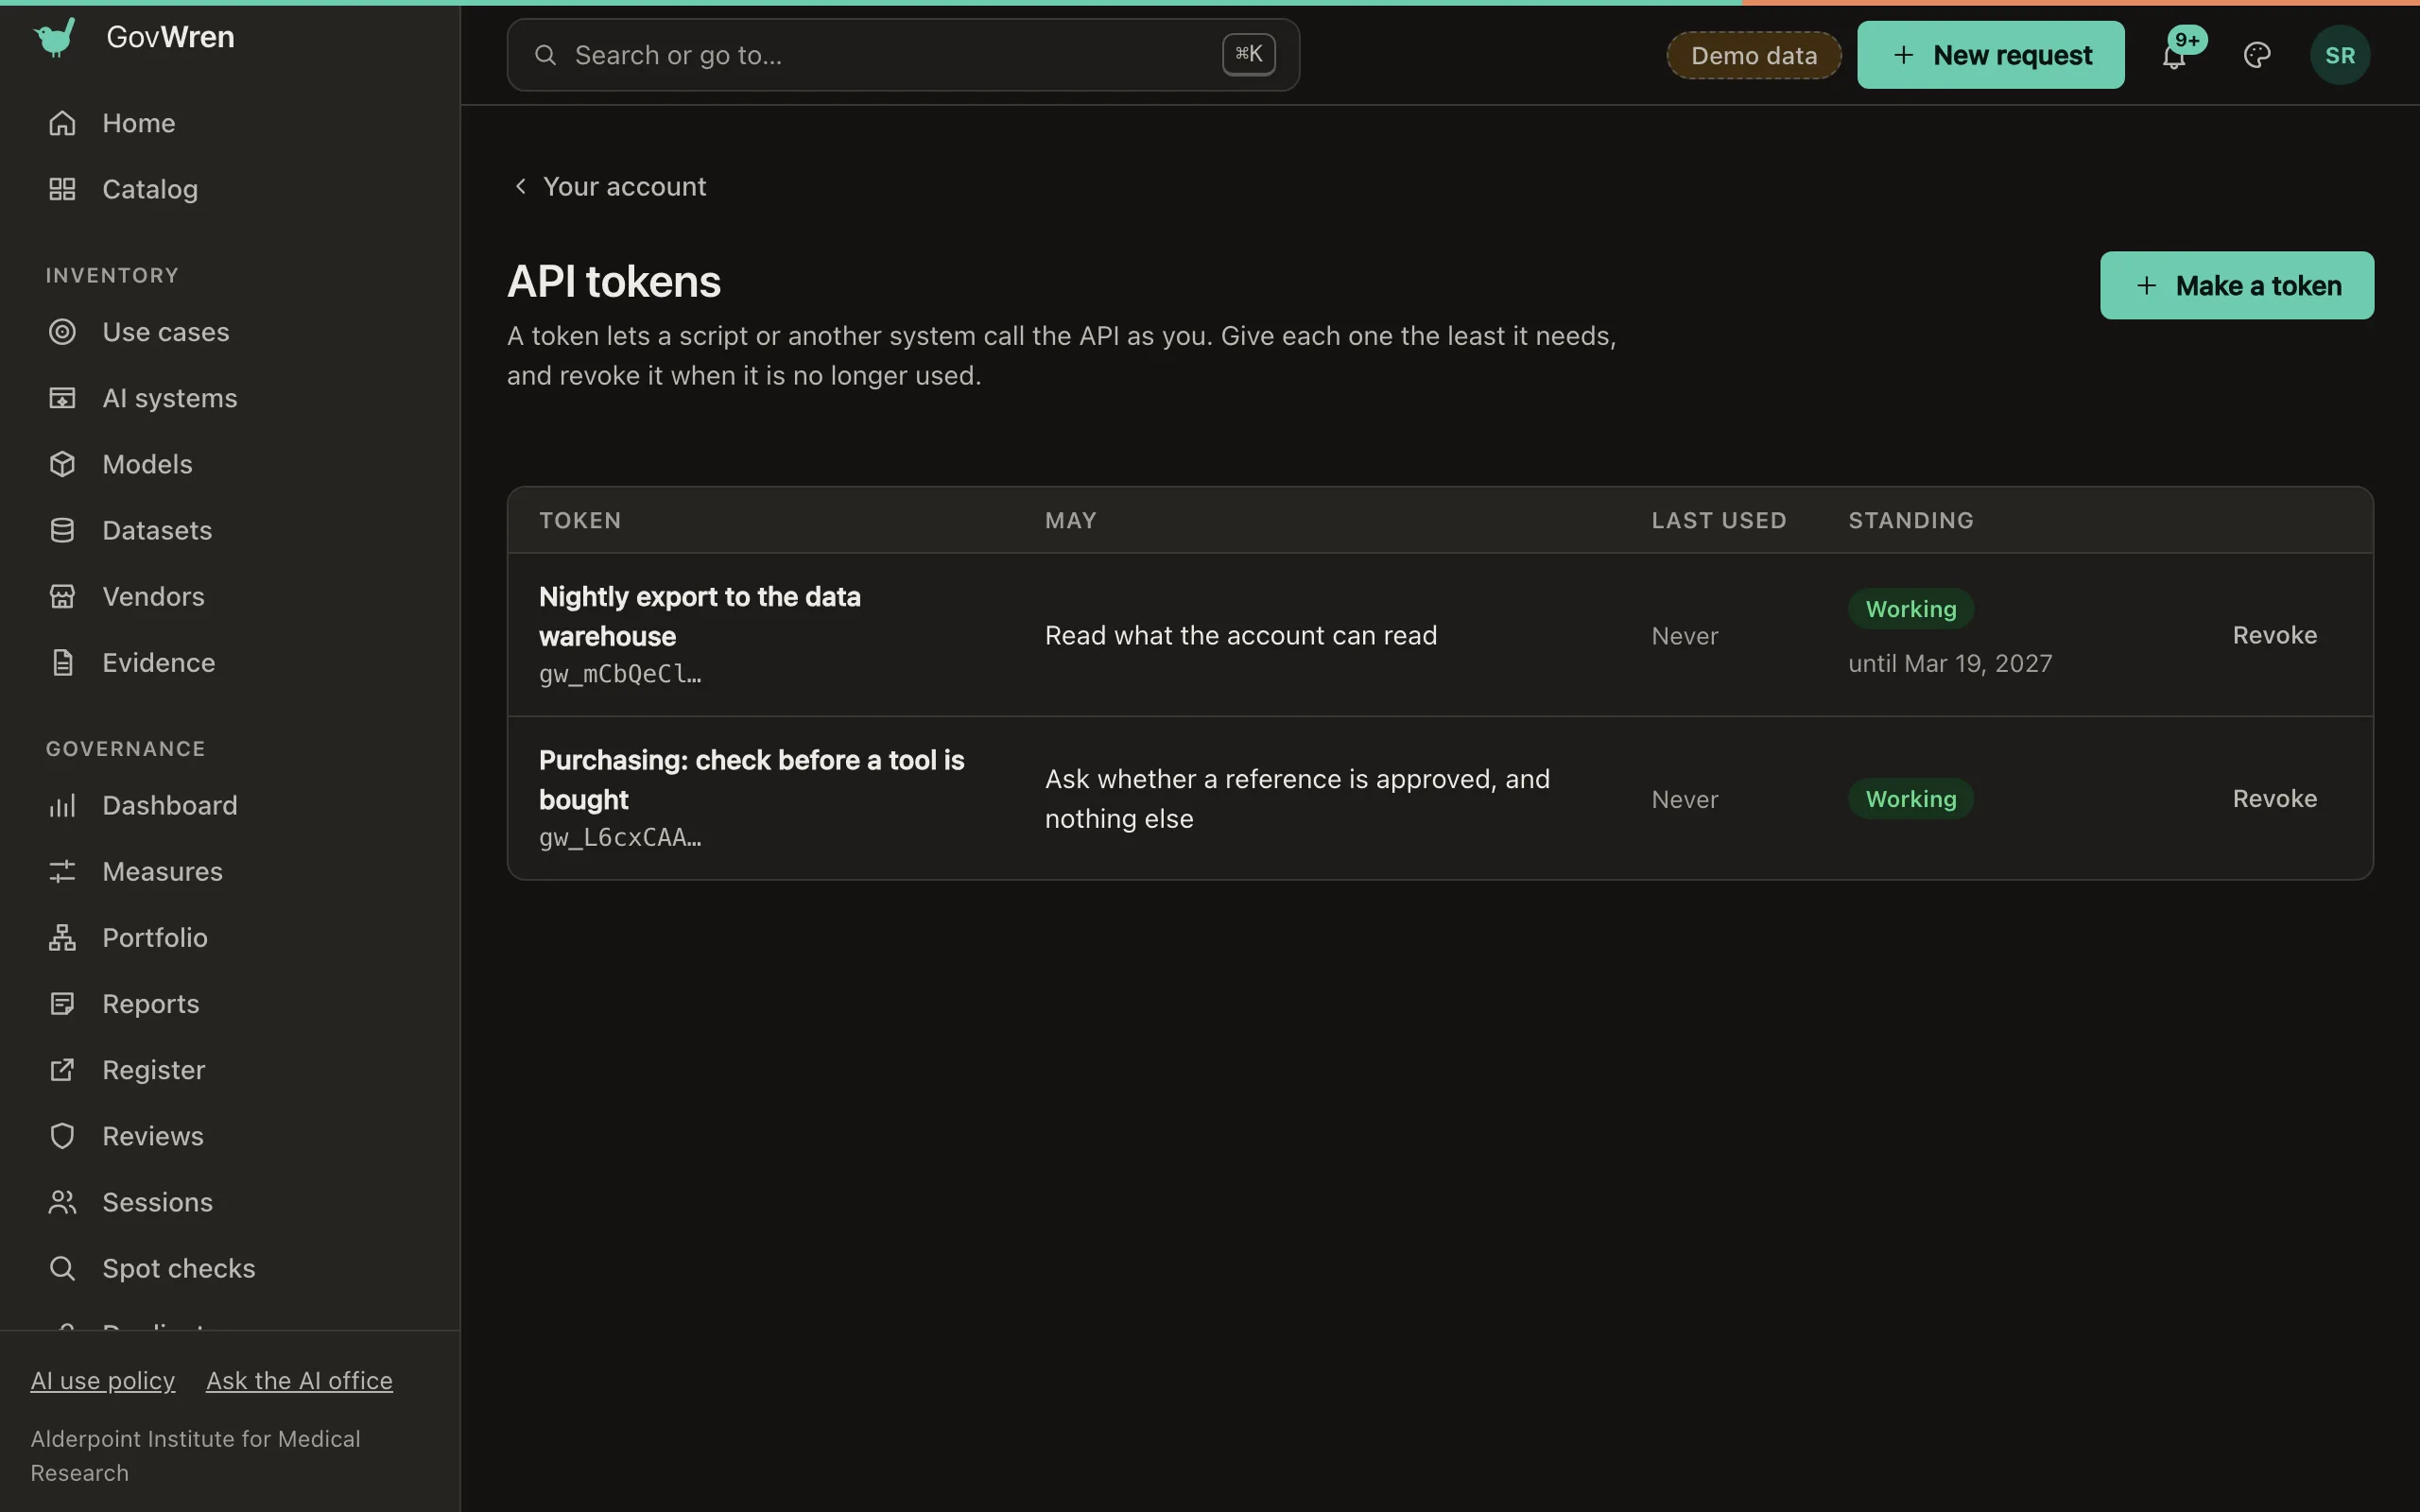 GovWren
Search or go to...
⌘K
Demo data
+ New request
9+
SR
Home
Catalog
INVENTORY
Use cases
AI systems
Models
Datasets
Vendors
Evidence
GOVERNANCE
Dashboard
Measures
Portfolio
Reports
Register
Reviews
Sessions
Spot checks
AI use policy
Ask the AI office
Alderpoint Institute for Medical
Research
Your account
API tokens
A token lets a script or another system call the API as you. Give each one the least it needs,
and revoke it when it is no longer used.
+ Make a token
TOKEN
MAY
LAST USED
STANDING
Nightly export to the data
warehouse
gw_mCbQeCl…
Read what the account can read
Never
Working
until Mar 19, 2027
Revoke
Purchasing: check before a tool is
bought
gw_L6cxCAA…
Ask whether a reference is approved, and
nothing else
Never
Working
Revoke